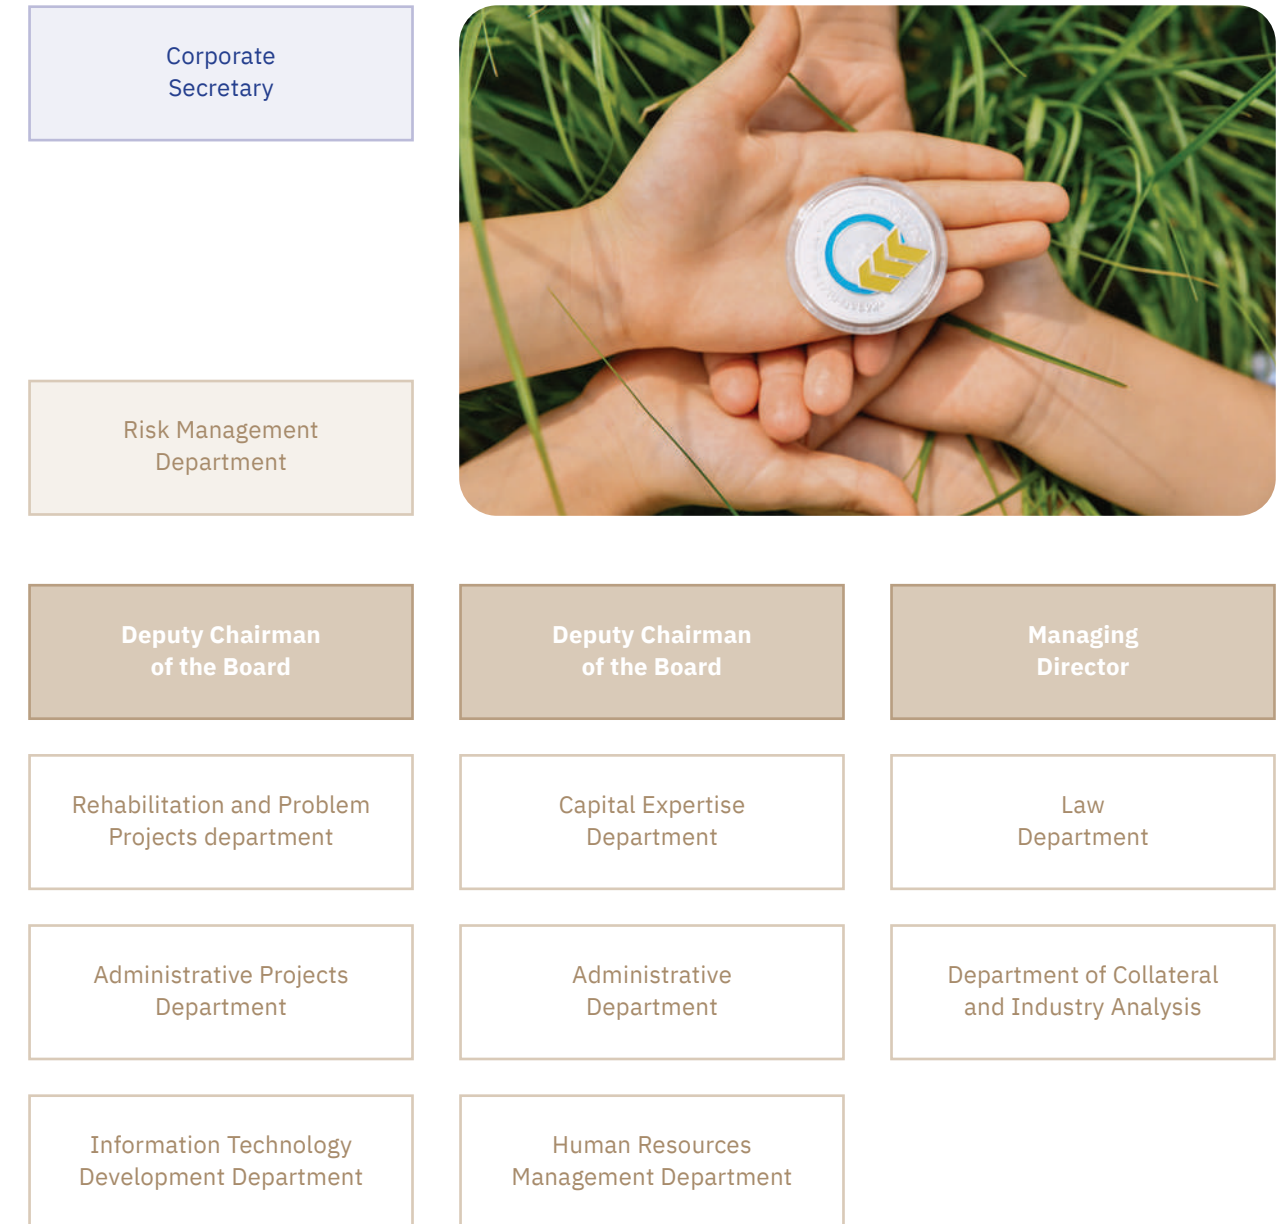 Corporate
Secretary
Risk Management
Department
Deputy Chairman
of the Board
Deputy Chairman
of the Board
Managing
Director
Rehabilitation and Problem
Projects department
Capital Expertise
Department
Law
Department
Administrative Projects
Department
Administrative
Department
Department of Collateral
and Industry Analysis
Information Technology
Development Department
Human Resources
Management Department